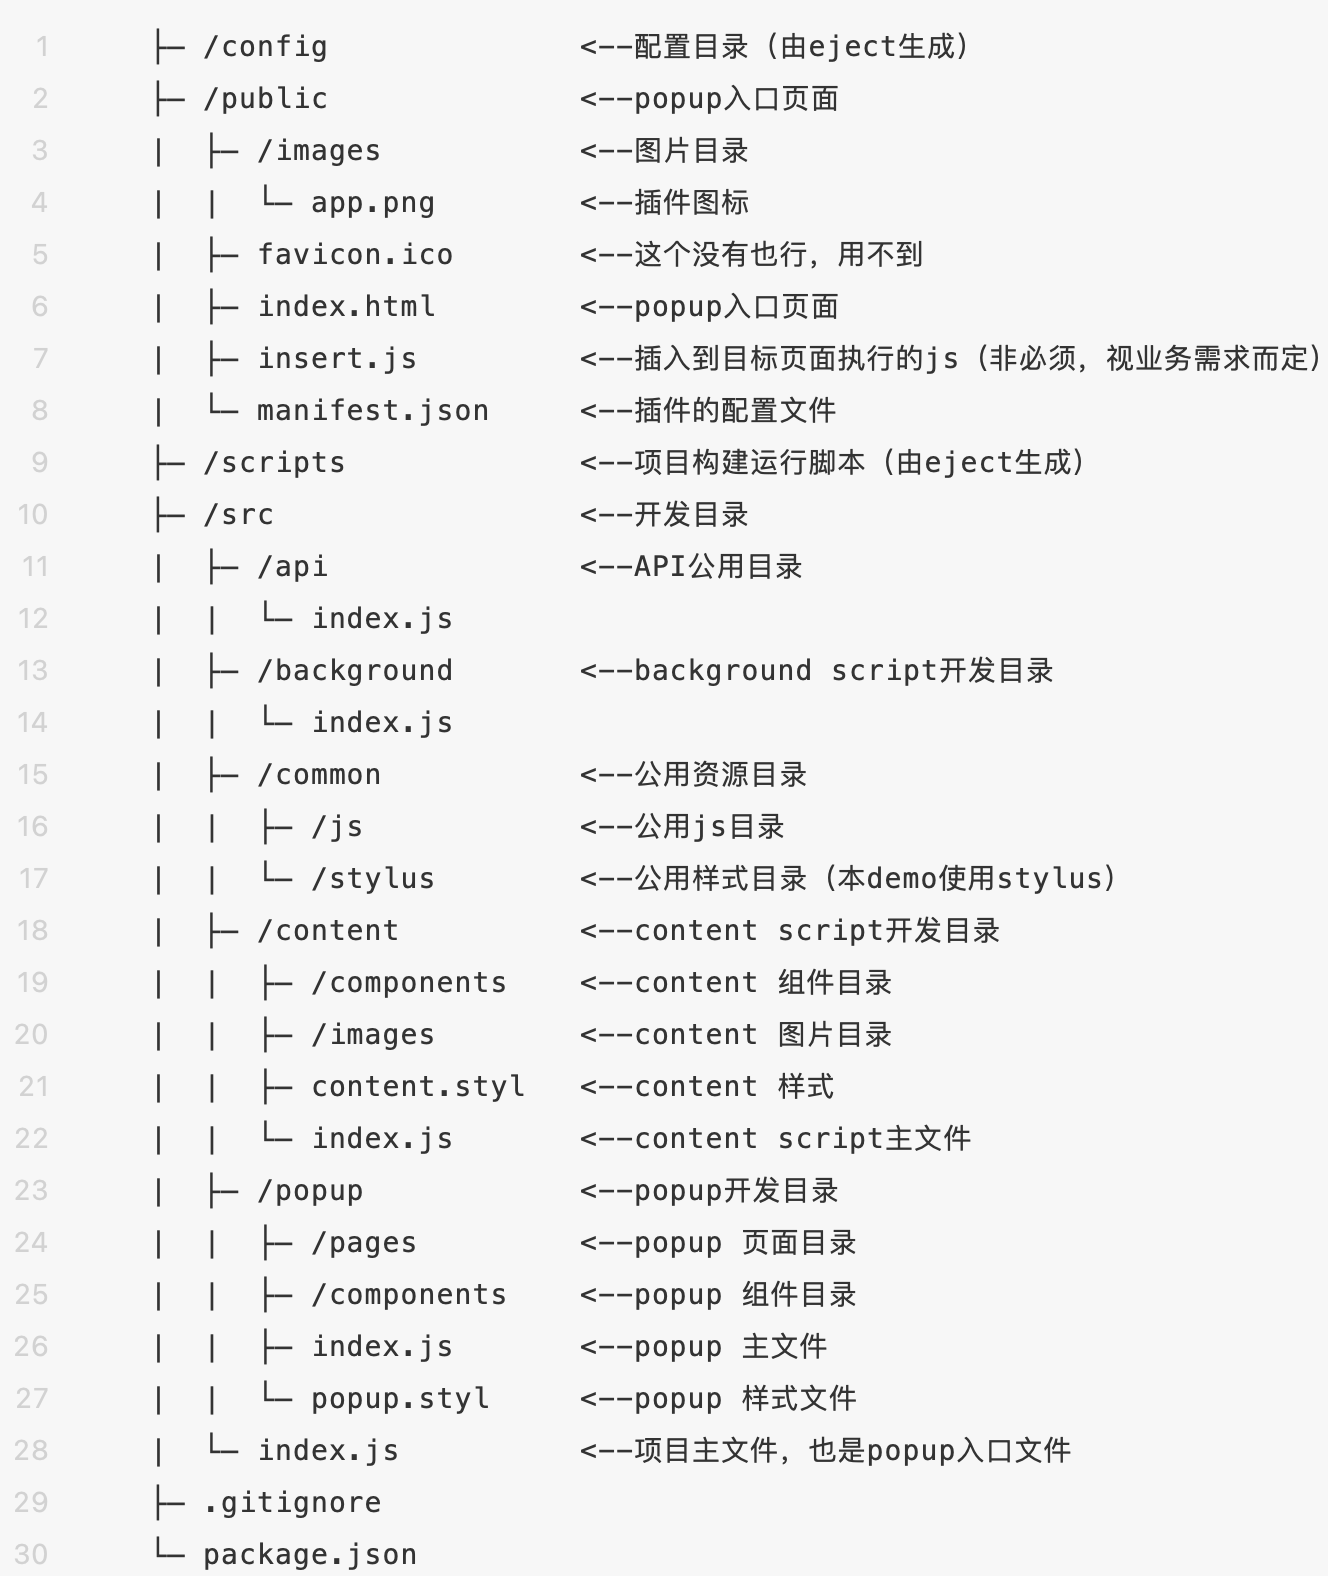 1 ├─ /config <--配置目录（由eject生成）
2 ├─ /public <--popup入口页面
3 | ├─ /images <--图片目录
4 | | └─ app.png <--插件图标
5 | ├─ favicon.ico <--这个没有也行，用不到
6 | ├─ index.html <--popup入口页面
7 | ├─ insert.js <--插入到目标页面执行的js（非必须，视业务需求而定）
8 | └─ manifest.json <--插件的配置文件
9 ├─ /scripts <--项目构建运行脚本（由eject生成）
10 ├─ /src <--开发目录
11 | ├─ /api <--API公用目录
12 | | └─ index.js
13 | ├─ /background <--background script开发目录
14 | | └─ index.js
15 | ├─ /common <--公用资源目录
16 | | ├─ /js <--公用js目录
17 | | └─ /stylus <--公用样式目录（本demo使用stylus）
18 | ├─ /content <--content script开发目录
19 | | ├─ /components <--content 组件目录
20 | | ├─ /images <--content 图片目录
21 | | ├─ content.styl <--content 样式
22 | | └─ index.js <--content script主文件
23 | ├─ /popup <--popup开发目录
24 | | ├─ /pages <--popup 页面目录
25 | | ├─ /components <--popup 组件目录
26 | | ├─ index.js <--popup 主文件
27 | | └─ popup.styl <--popup 样式文件
28 | └─ index.js <--项目主文件，也是popup入口文件
29 ├─ .gitignore
30 └─ package.json